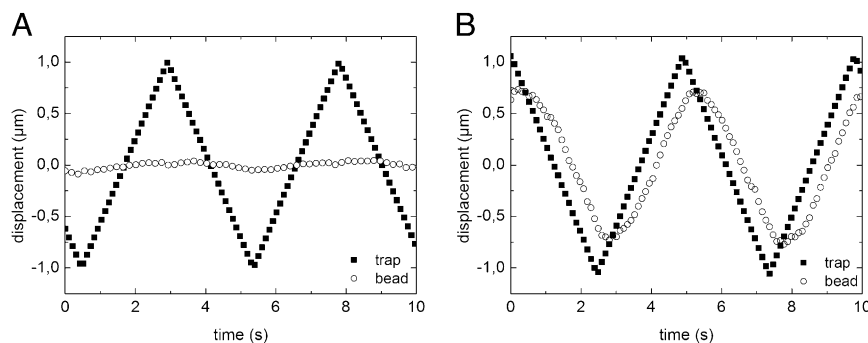 A
B
displacement (µm)
1,0
0,5
0,0
-0,5
-1,0
trap
bead
0 2 4 6 8 10
time (s)
displacement (µm)
1,0
0,5
0,0
-0,5
-1,0
trap
bead
0 2 4 6 8 10
time (s)